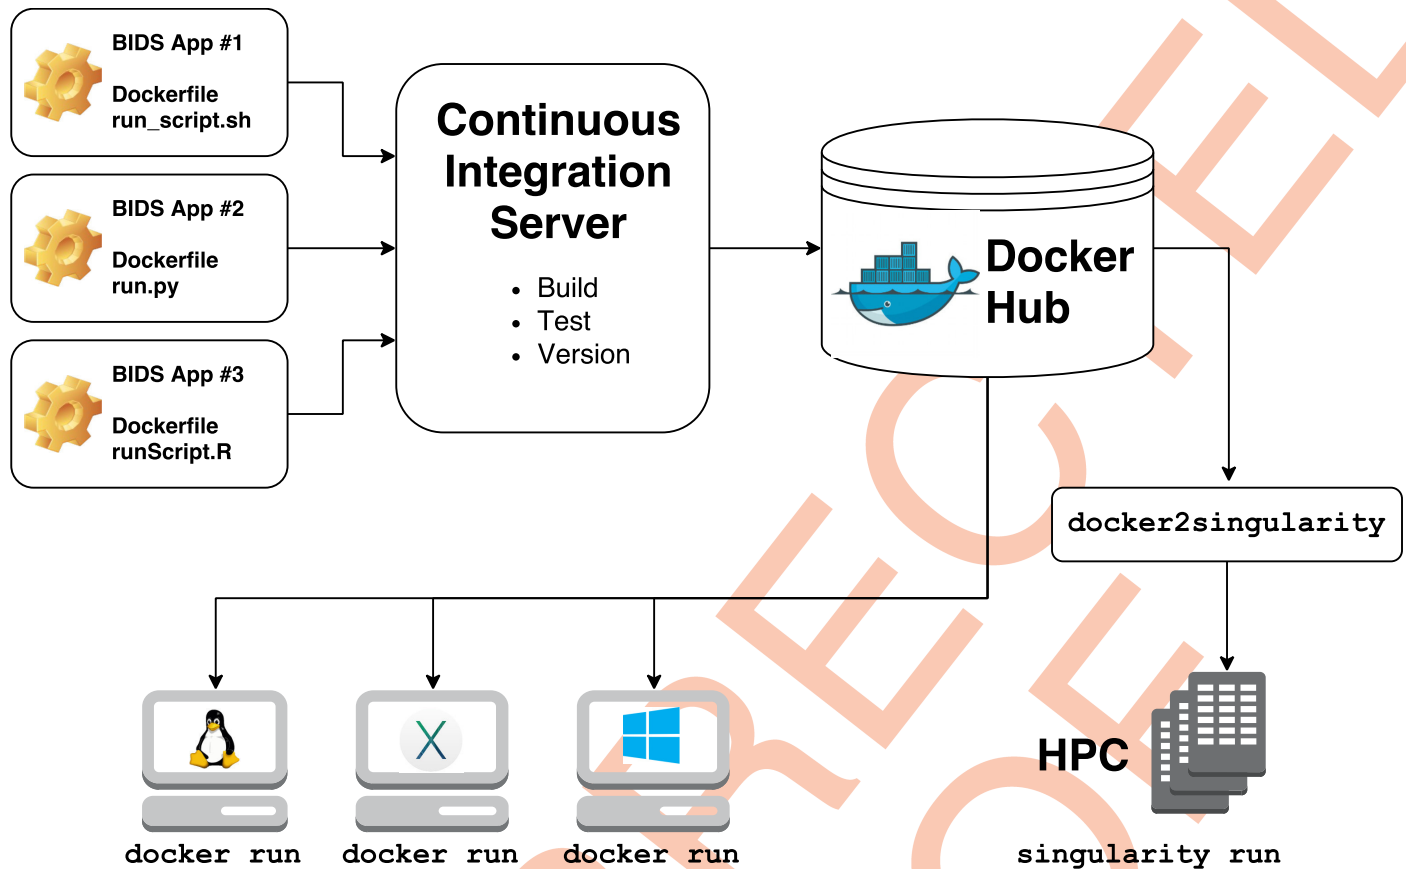 BIDS App #1
Dockerfile
run_script.sh
BIDS App #2
Dockerfile
run.py
BIDS App #3
Dockerfile
runScript.R
Continuous
Integration
Server
• Build
• Test
• Version
Docker
Hub
docker2singularity
X
HPC
docker run
docker run
docker run
singularity run